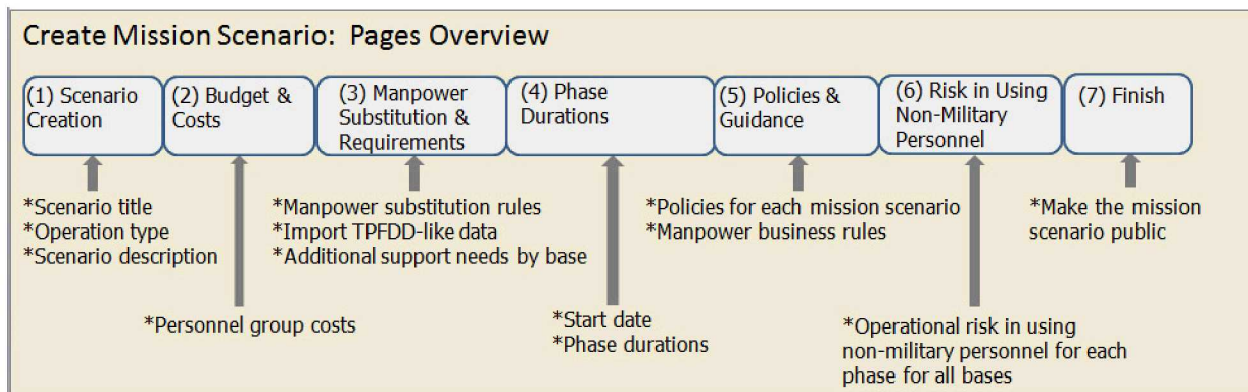 Create Mission Scenario:  Pages Overview
(1) Scenario
Creation
(2) Budget &
Costs
(3) Manpower
Substitution &
Requirements
(4) Phase
Durations
(5) Policies &
Guidance
(6) Risk in Using
Non-Military
Personnel
(7) Finish
*Scenario title
*Operation type
*Scenario description
*Personnel group costs
*Manpower substitution rules
*Import TPFDD-like data
*Additional support needs by base
*Start date
*Phase durations
*Policies for each mission scenario
*Manpower business rules
*Operational risk in using
non-military personnel for each
phase for all bases
*Make the mission
scenario public